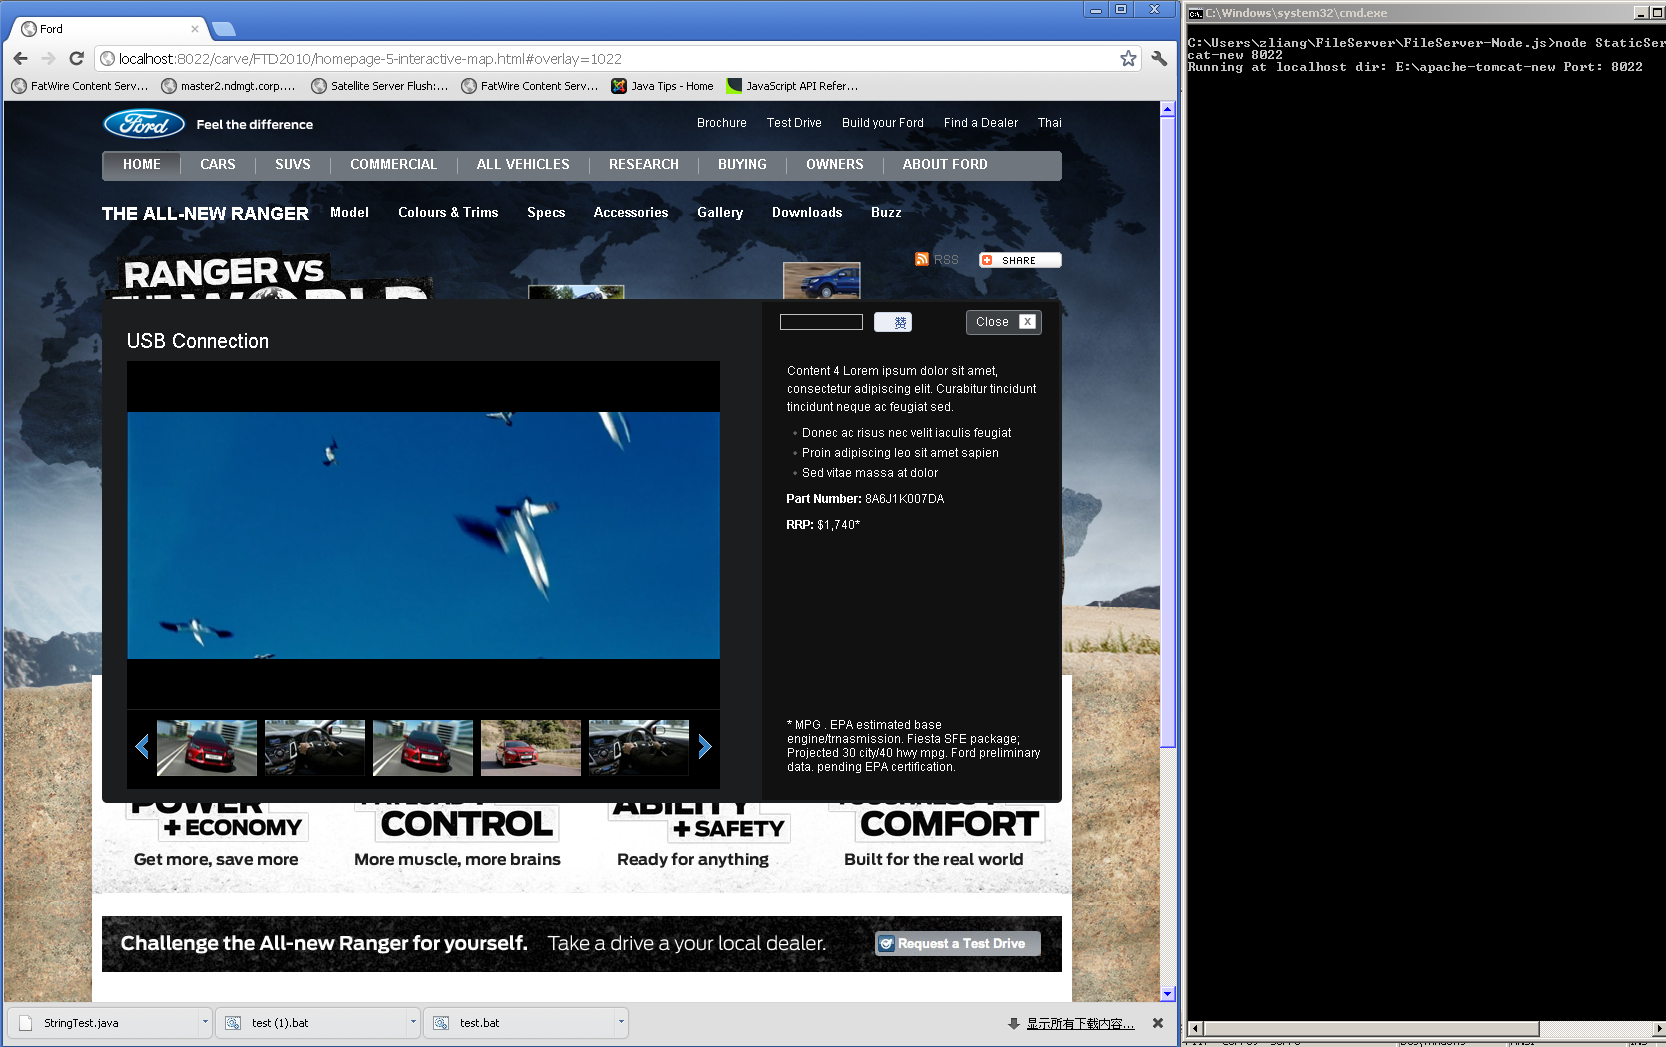 Ford
localhost:8022/carve/FTD2010/homepage-5-interactive-map.html#overlay=1022
FatWire Content Serv... master2.ndmgt.corp.... Satellite Server Flush:... FatWire Content Serv... Java Tips - Home JavaScript API Refer...
Ford Feel the difference
Brochure Test Drive Build your Ford Find a Dealer Thai
HOME CARS SUVS COMMERCIAL ALL VEHICLES RESEARCH BUYING OWNERS ABOUT FORD
THE ALL-NEW RANGER Model Colours & Trims Specs Accessories Gallery Downloads Buzz
RSS SHARE
RANGER VS
THE WORLD
USB Connection
赞
Close X
Content 4 Lorem ipsum dolor sit amet,
consectetur adipiscing elit. Curabitur tincidunt
tincidunt neque ac feugiat sed.
• Donec ac risus nec velit iaculis feugiat
• Proin adipiscing leo sit amet sapien
• Sed vitae massa at dolor
Part Number: 8A6J1K007DA
RRP: $1,740*
* MPG . EPA estimated base
engine/trnasmission. Fiesta SFE package;
Projected 30 city/40 hwy mpg. Ford preliminary
data. pending EPA certification.
POWER
+ ECONOMY
Get more, save more
CONTROL
More muscle, more brains
ABILITY
+ SAFETY
Ready for anything
COMFORT
Built for the real world
Challenge the All-new Ranger for yourself. Take a drive a your local dealer. Request a Test Drive
StringTest.java test (1).bat test.bat 显示所有下载内容...
C:\Windows\system32\cmd.exe
C:\Users\zliang\FileServer\FileServer-Node.js>node StaticSer
cat-new 8022
Running at localhost dir: E:\apache-tomcat-new Port: 8022